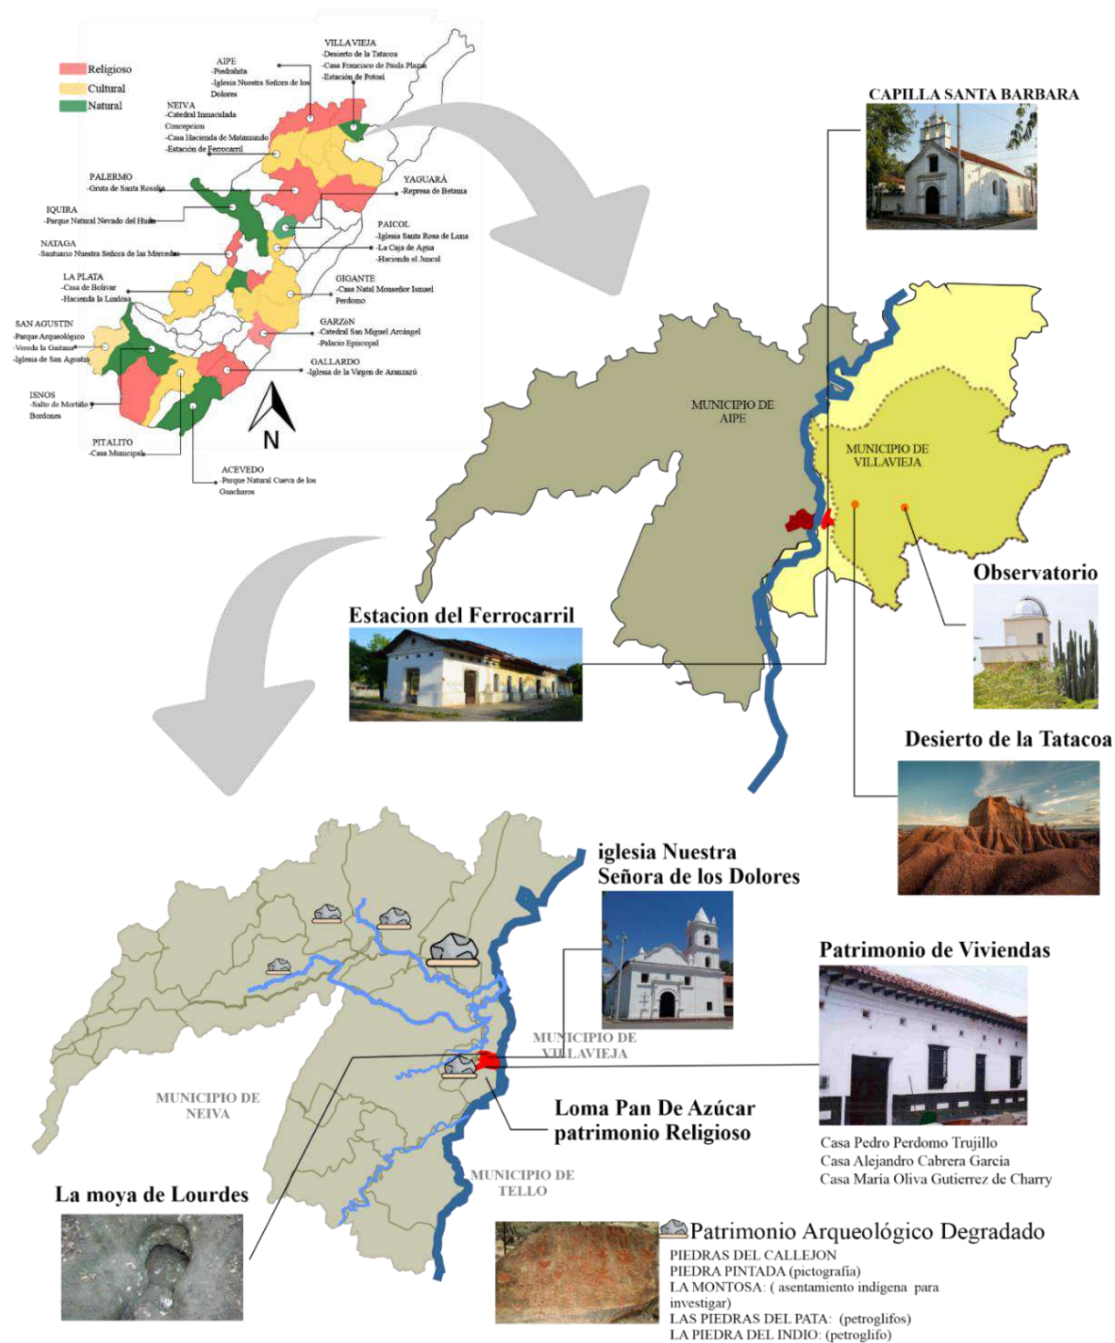 Religioso
Cultural
Natural
AIPE
-Piedralnta
-Iglesia Nuestra Señora de los
Dolores
VILLAVIEJA
-Desierto de la Tatacoa
-Casa Francisco de Paula Plazas
-Estación de Potosí
NEIVA
-Catedral Inmaculada
Concepcion
-Casa Hacienda de Matamundo
-Estación de Ferrocarril
PALERMO
-Gruta de Santa Rosalia
IQUIRA
-Parque Natural Nevado del Huila
NATAGA
-Santuario Nuestra Señora de las Mercedes
LA PLATA
-Casa de Bolivar
-Hacienda la Lindosa
SAN AGUSTIN
-Parque Arqueológico
-Vereda la Gaitana
-Iglesia de San Agustin
ISNOS
-Salto de Mortiño y
Bordones
PITALITO
-Casa Municipal
ACEVEDO
-Parque Natural Cueva de los
Guacharos
YAGUARÁ
-Represa de Betania
PAICOL
-Iglesia Santa Rosa de Lima
-La Caja de Agua
-Hacienda el Juncal
GIGANTE
-Casa Natal Monseñor Ismael
Perdomo
GARZóN
-Catedral San Miguel Arcángel
-Palacio Episcopal
GALLARDO
-Iglesia de la Virgen de Aranzazú
N
CAPILLA SANTA BARBARA
MUNICIPIO DE
AIPE
MUNICIPIO DE
VILLAVIEJA
Observatorio
Estacion del Ferrocarril
Desierto de la Tatacoa
iglesia Nuestra
Señora de los Dolores
Patrimonio de Viviendas
MUNICIPIO DE
VILLAVIEJA
MUNICIPIO DE
NEIVA
Loma Pan De Azúcar
patrimonio Religioso
Casa Pedro Perdomo Trujillo
Casa Alejandro Cabrera Garcia
Casa María Oliva Gutierrez de Charry
MUNICIPIO DE
TELLO
La moya de Lourdes
Patrimonio Arqueológico Degradado
PIEDRAS DEL CALLEJON
PIEDRA PINTADA (pictografía)
LA MONTOSA: ( asentamiento indígena para
investigar)
LAS PIEDRAS DEL PATA: (petroglifos)
LA PIEDRA DEL INDIO: (petroglifo)